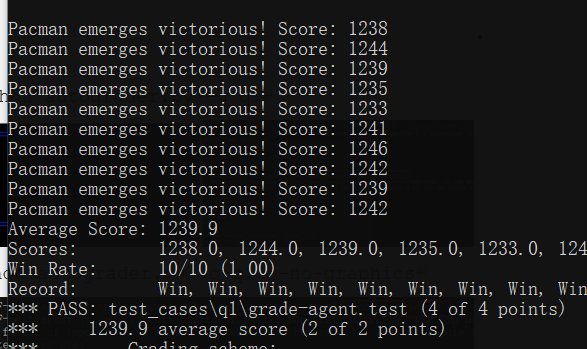 Pacman emerges victorious! Score: 1238
Pacman emerges victorious! Score: 1244
Pacman emerges victorious! Score: 1239
Pacman emerges victorious! Score: 1235
Pacman emerges victorious! Score: 1233
Pacman emerges victorious! Score: 1241
Pacman emerges victorious! Score: 1246
Pacman emerges victorious! Score: 1242
Pacman emerges victorious! Score: 1239
Pacman emerges victorious! Score: 1242
Average Score: 1239.9
Scores: 1238.0, 1244.0, 1239.0, 1235.0, 1233.0, 124
Win Rate: 10/10 (1.00)
Record: Win, Win, Win, Win, Win, Win, Win, Win
*** PASS: test_cases\q1\grade-agent.test (4 of 4 points)
*** 1239.9 average score (2 of 2 points)
*** Grading scheme: